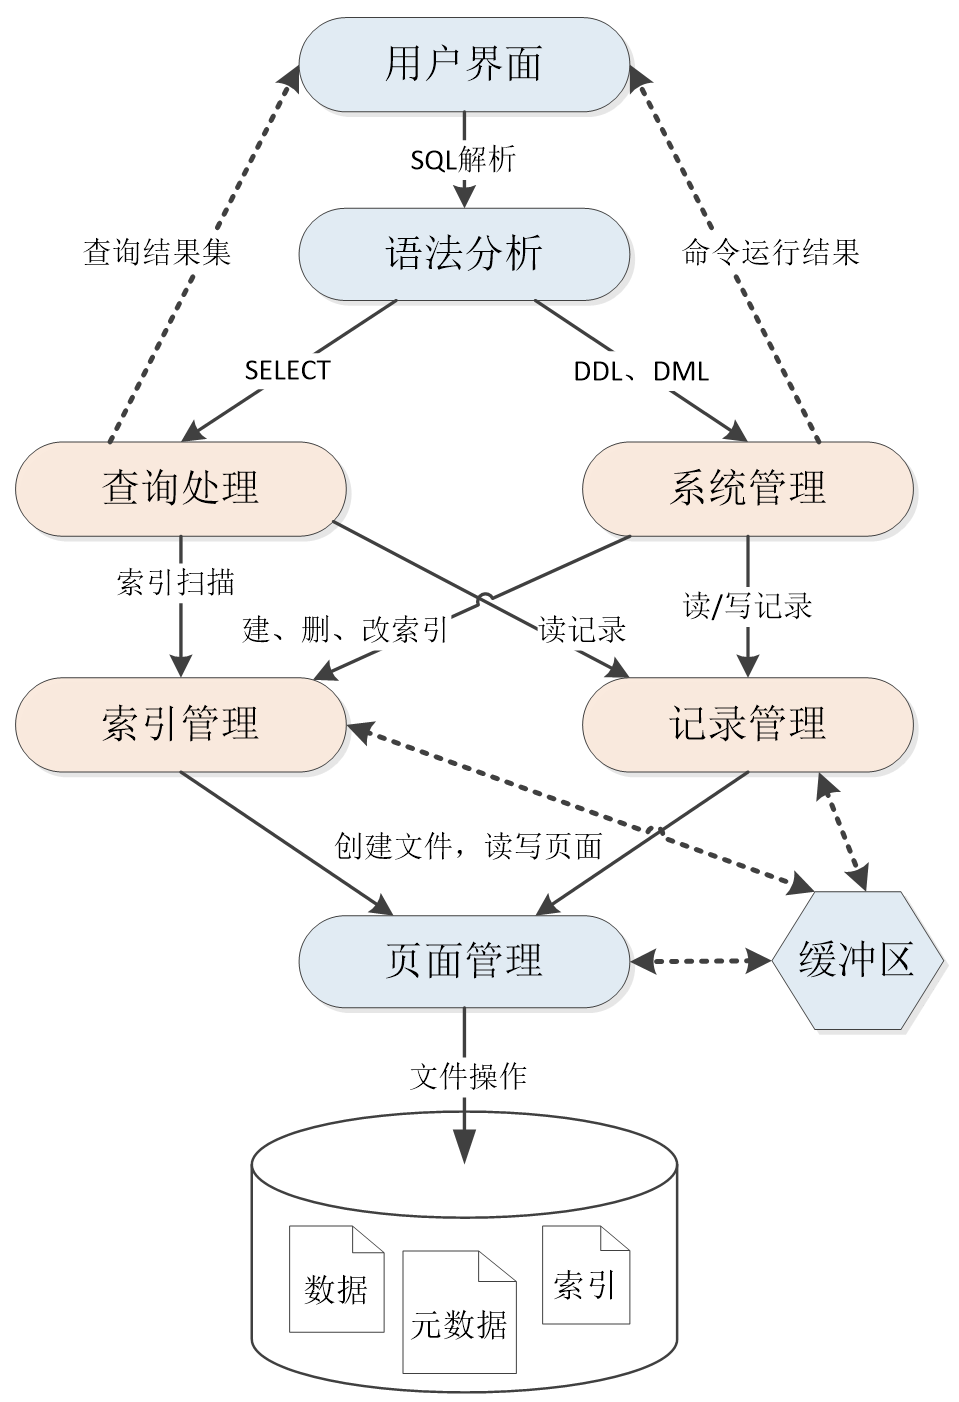 用户界面
SQL解析
查询结果集
命令运行结果
语法分析
SELECT
DDL、DML
查询处理
系统管理
索引扫描
建、删、改索引
读记录
读/写记录
索引管理
记录管理
创建文件，读写页面
页面管理
缓冲区
文件操作
数据
元数据
索引